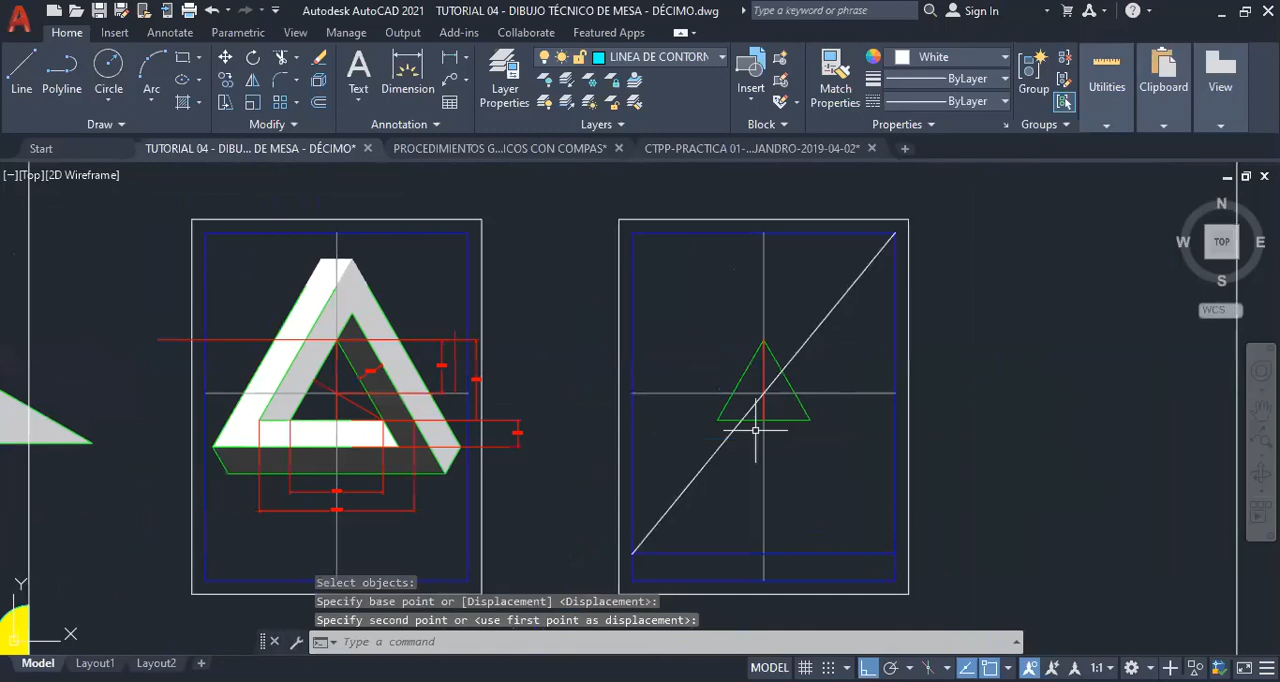 Autodesk AutoCAD 2021 TUTORIAL 04 - DIBUJO TÉCNICO DE MESA - DÉCIMO.dwg
Type a keyword or phrase
Sign In
Home Insert Annotate Parametric View Manage Output Add-ins Collaborate Featured Apps
LINEA DE CONTORN
White
ByLayer
ByLayer
Line Polyline Circle Arc Text Dimension Layer Properties Insert Match Properties Group Utilities Clipboard View
Draw Modify Annotation Layers Block Properties Groups
Start TUTORIAL 04 - DIBU... DE MESA - DÉCIMO* PROCEDIMIENTOS G...ICOS CON COMPAS* CTPP-PRACTICA 01-...JANDRO-2019-04-02*
[−][Top][2D Wireframe]
N
W TOP E
S
WCS
Select objects:
Specify base point or [Displacement] <Displacement>:
Specify second point or <use first point as displacement>:
Y
X
Type a command
Model Layout1 Layout2
MODEL 1:1